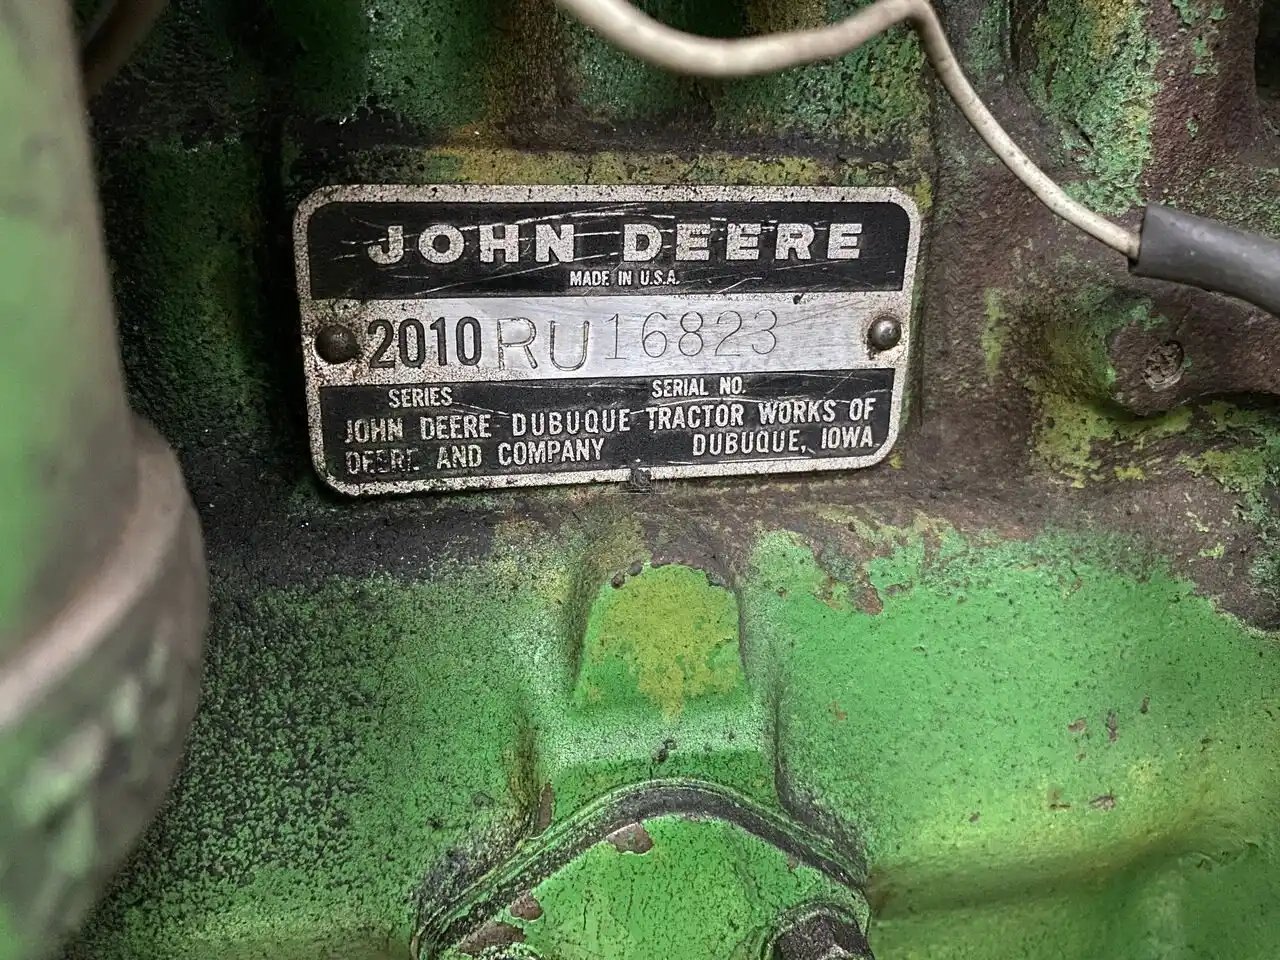 JOHN DEERE
MADE IN U.S.A.
2010 RU 16823
SERIES SERIAL NO.
JOHN DEERE DUBUQUE TRACTOR WORKS OF
DEERE AND COMPANY DUBUQUE, IOWA